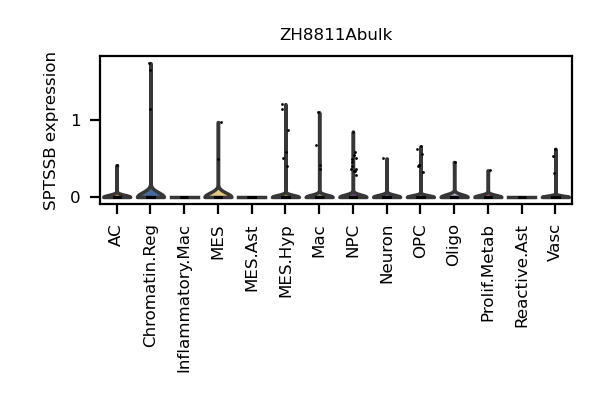 ZH8811Abulk
SPTSSB expression
1
0
AC
Chromatin.Reg
Inflammatory.Mac
MES
MES.Ast
MES.Hyp
Mac
NPC
Neuron
OPC
Oligo
Prolif.Metab
Reactive.Ast
Vasc